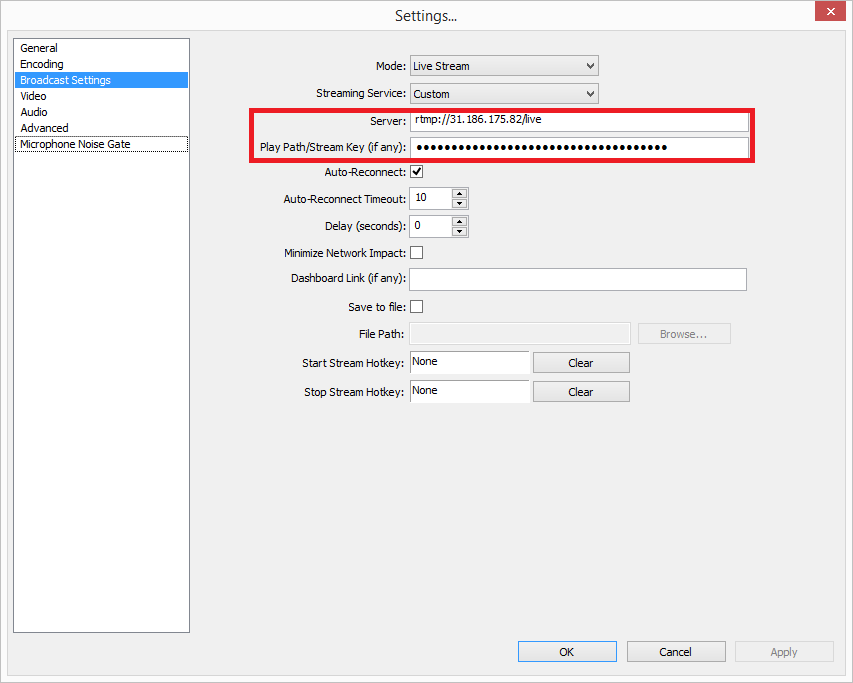 Settings...
General
Encoding
Broadcast Settings
Video
Audio
Advanced
Microphone Noise Gate
Mode: Live Stream
Streaming Service: Custom
Server: rtmp://31.186.175.82/live
Play Path/Stream Key (if any): ●●●●●●●●●●●●●●●●●●●●●●●●●●●●●●●●●●●●
Auto-Reconnect:
Auto-Reconnect Timeout: 10
Delay (seconds): 0
Minimize Network Impact:
Dashboard Link (if any):
Save to file:
File Path: Browse...
Start Stream Hotkey: None Clear
Stop Stream Hotkey: None Clear
OK Cancel Apply